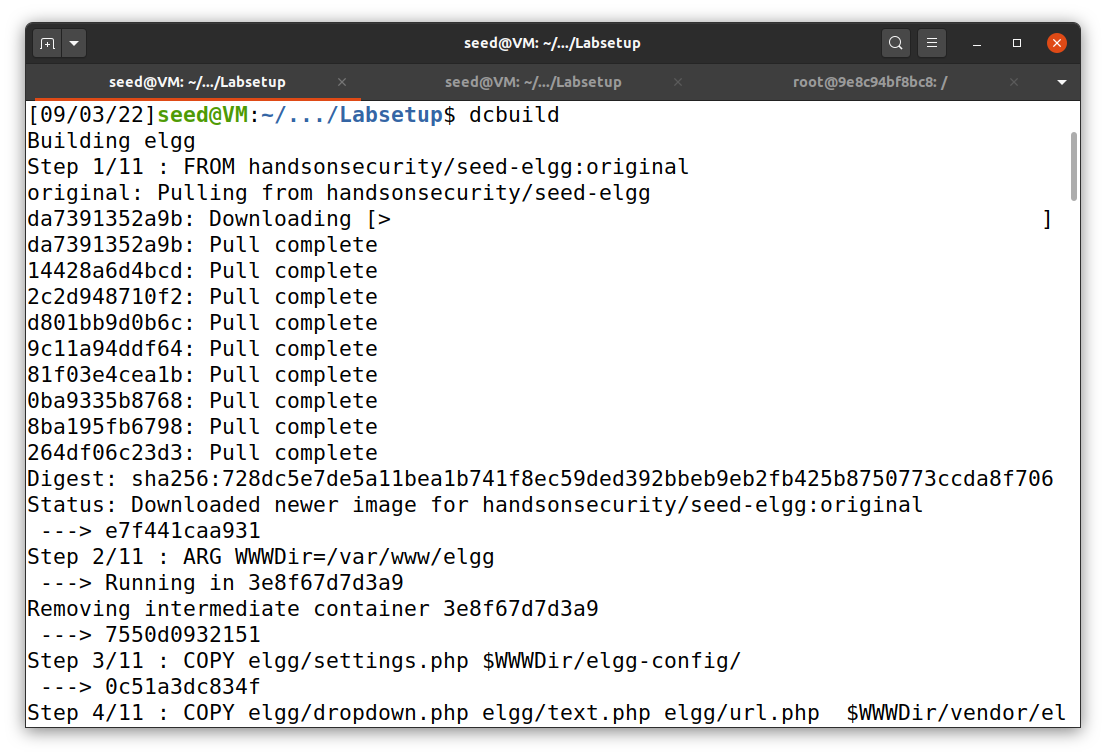 seed@VM: ~/.../Labsetup
seed@VM: ~/.../Labsetup
seed@VM: ~/.../Labsetup
root@9e8c94bf8bc8: /
[09/03/22]seed@VM:~/.../Labsetup$ dcbuild
Building elgg
Step 1/11 : FROM handsonsecurity/seed-elgg:original
original: Pulling from handsonsecurity/seed-elgg
da7391352a9b: Downloading [>                                                  ]
da7391352a9b: Pull complete
14428a6d4bcd: Pull complete
2c2d948710f2: Pull complete
d801bb9d0b6c: Pull complete
9c11a94ddf64: Pull complete
81f03e4cea1b: Pull complete
0ba9335b8768: Pull complete
8ba195fb6798: Pull complete
264df06c23d3: Pull complete
Digest: sha256:728dc5e7de5a11bea1b741f8ec59ded392bbeb9eb2fb425b8750773ccda8f706
Status: Downloaded newer image for handsonsecurity/seed-elgg:original
 ---> e7f441caa931
Step 2/11 : ARG WWWDir=/var/www/elgg
 ---> Running in 3e8f67d7d3a9
Removing intermediate container 3e8f67d7d3a9
 ---> 7550d0932151
Step 3/11 : COPY elgg/settings.php $WWWDir/elgg-config/
 ---> 0c51a3dc834f
Step 4/11 : COPY elgg/dropdown.php elgg/text.php elgg/url.php  $WWWDir/vendor/el